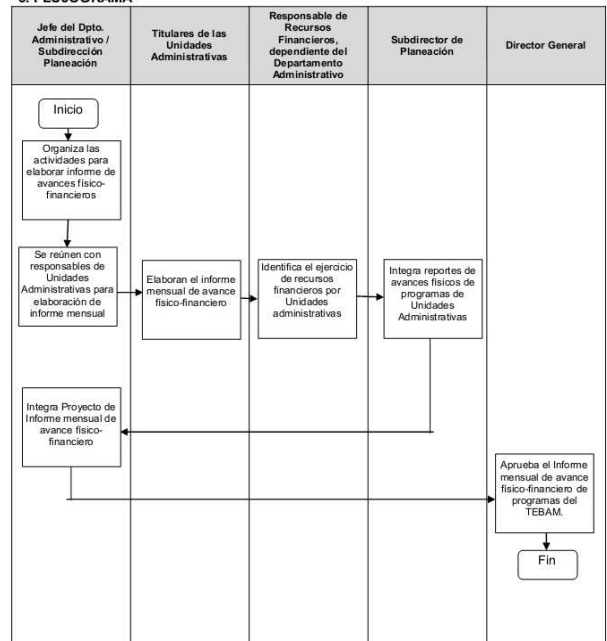 Jefe del Dpto.
Administrativo /
Subdirección
Planeación
Titulares de las
Unidades
Administrativas
Responsable de
Recursos
Financieros,
dependiente del
Departamento
Administrativo
Subdirector de
Planeación
Director General
Inicio
Organiza las
actividades para
elaborar informe de
avances físico-
financieros
Se reúnen con
responsables de
Unidades
Administrativas para
elaboración de
informe mensual
Elaboran el informe
mensual de avance
físico-financiero
Identifica el ejercicio
de recursos
financieros por
Unidades
administrativas
Integra reportes de
avances físicos de
programas de
Unidades
Administrativas
Integra Proyecto de
Informe mensual de
avance físico-
financiero
Aprueba el Informe
mensual de avance
físico-financiero de
programas del
TEBAM.
Fin